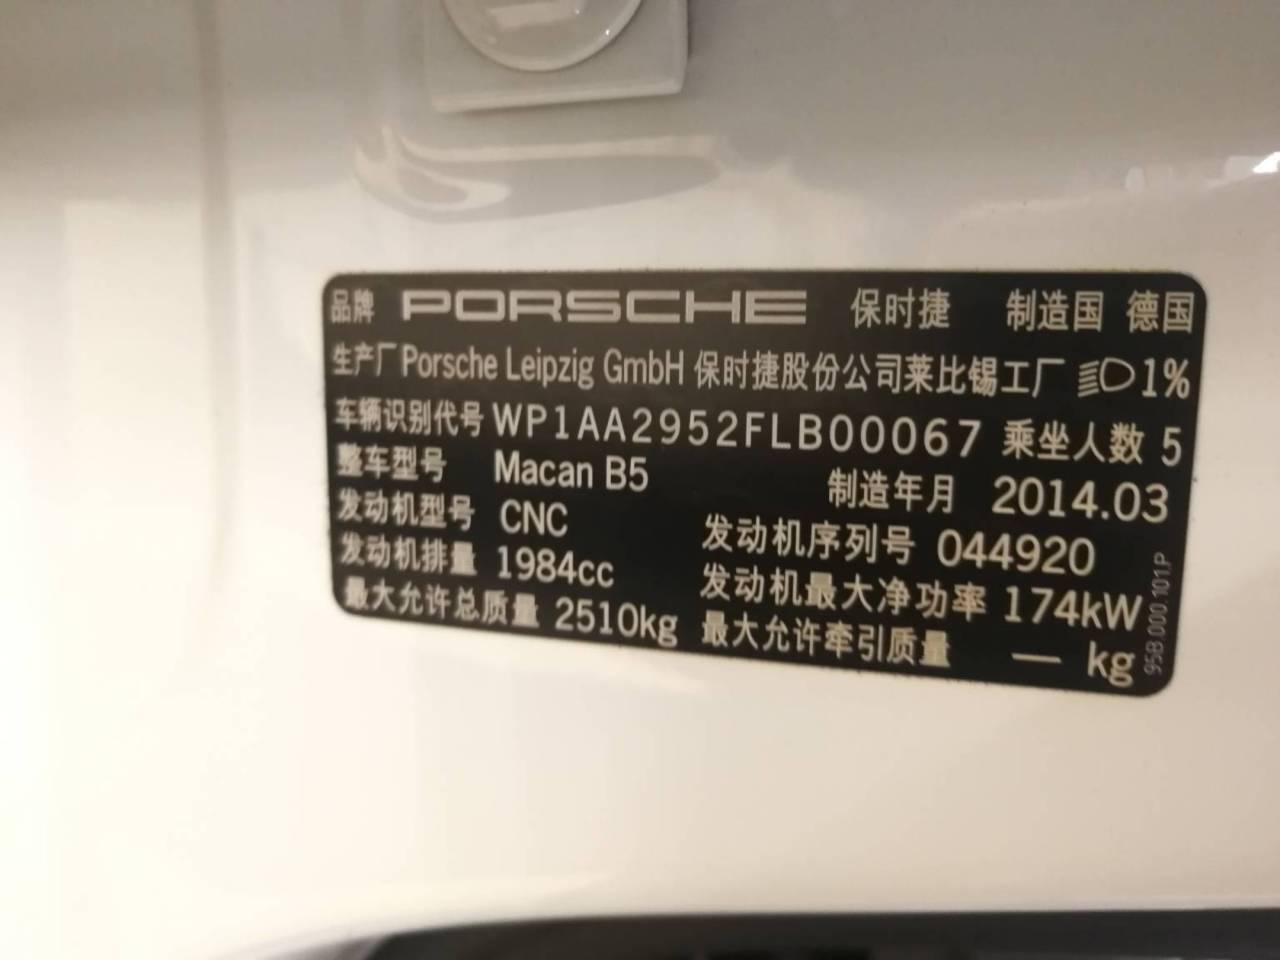 品牌 PORSCHE 保时捷 制造国 德国
生产厂 Porsche Leipzig GmbH 保时捷股份公司莱比锡工厂 1%
车辆识别代号 WP1AA2952FLB00067 乘坐人数 5
整车型号 Macan B5 制造年月 2014.03
发动机型号 CNC 发动机序列号 044920
发动机排量 1984cc 发动机最大净功率 174kW
最大允许总质量 2510kg 最大允许牵引质量 — kg
95B.000.101.P